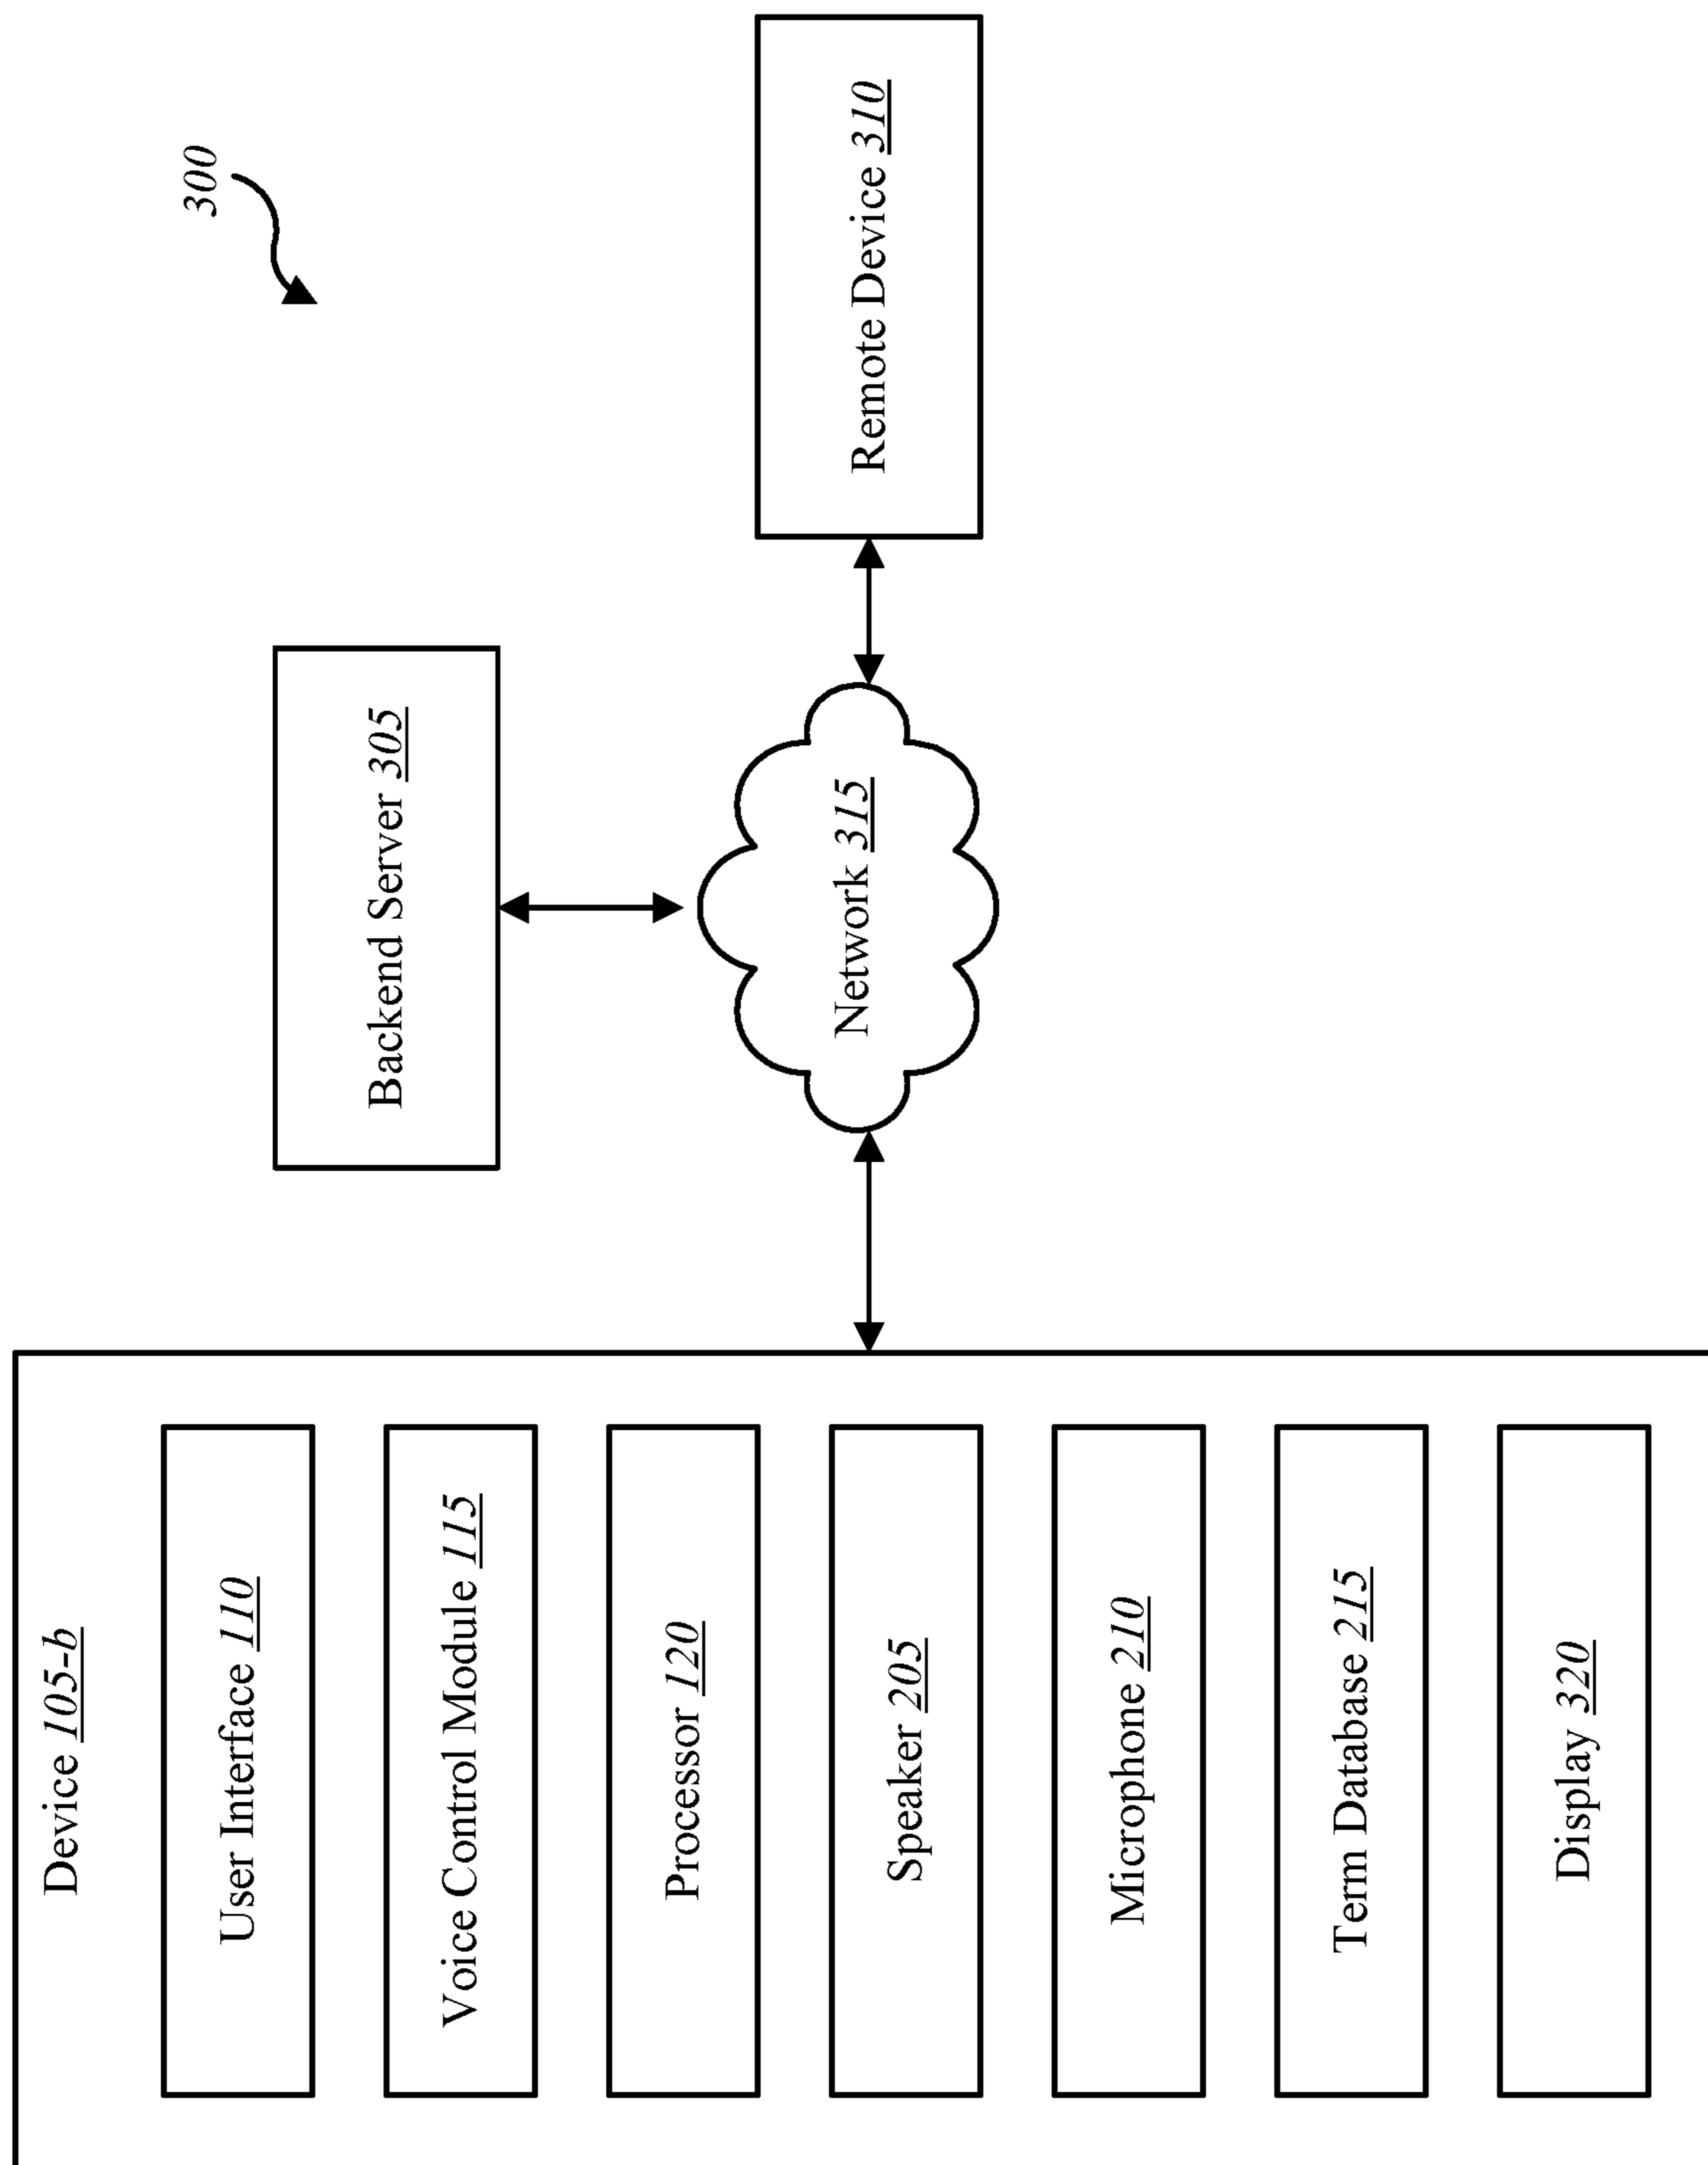 300
Device 105-b
User Interface 110
Voice Control Module 115
Processor 120
Speaker 205
Microphone 210
Term Database 215
Display 320
Backend Server 305
Network 315
Remote Device 310